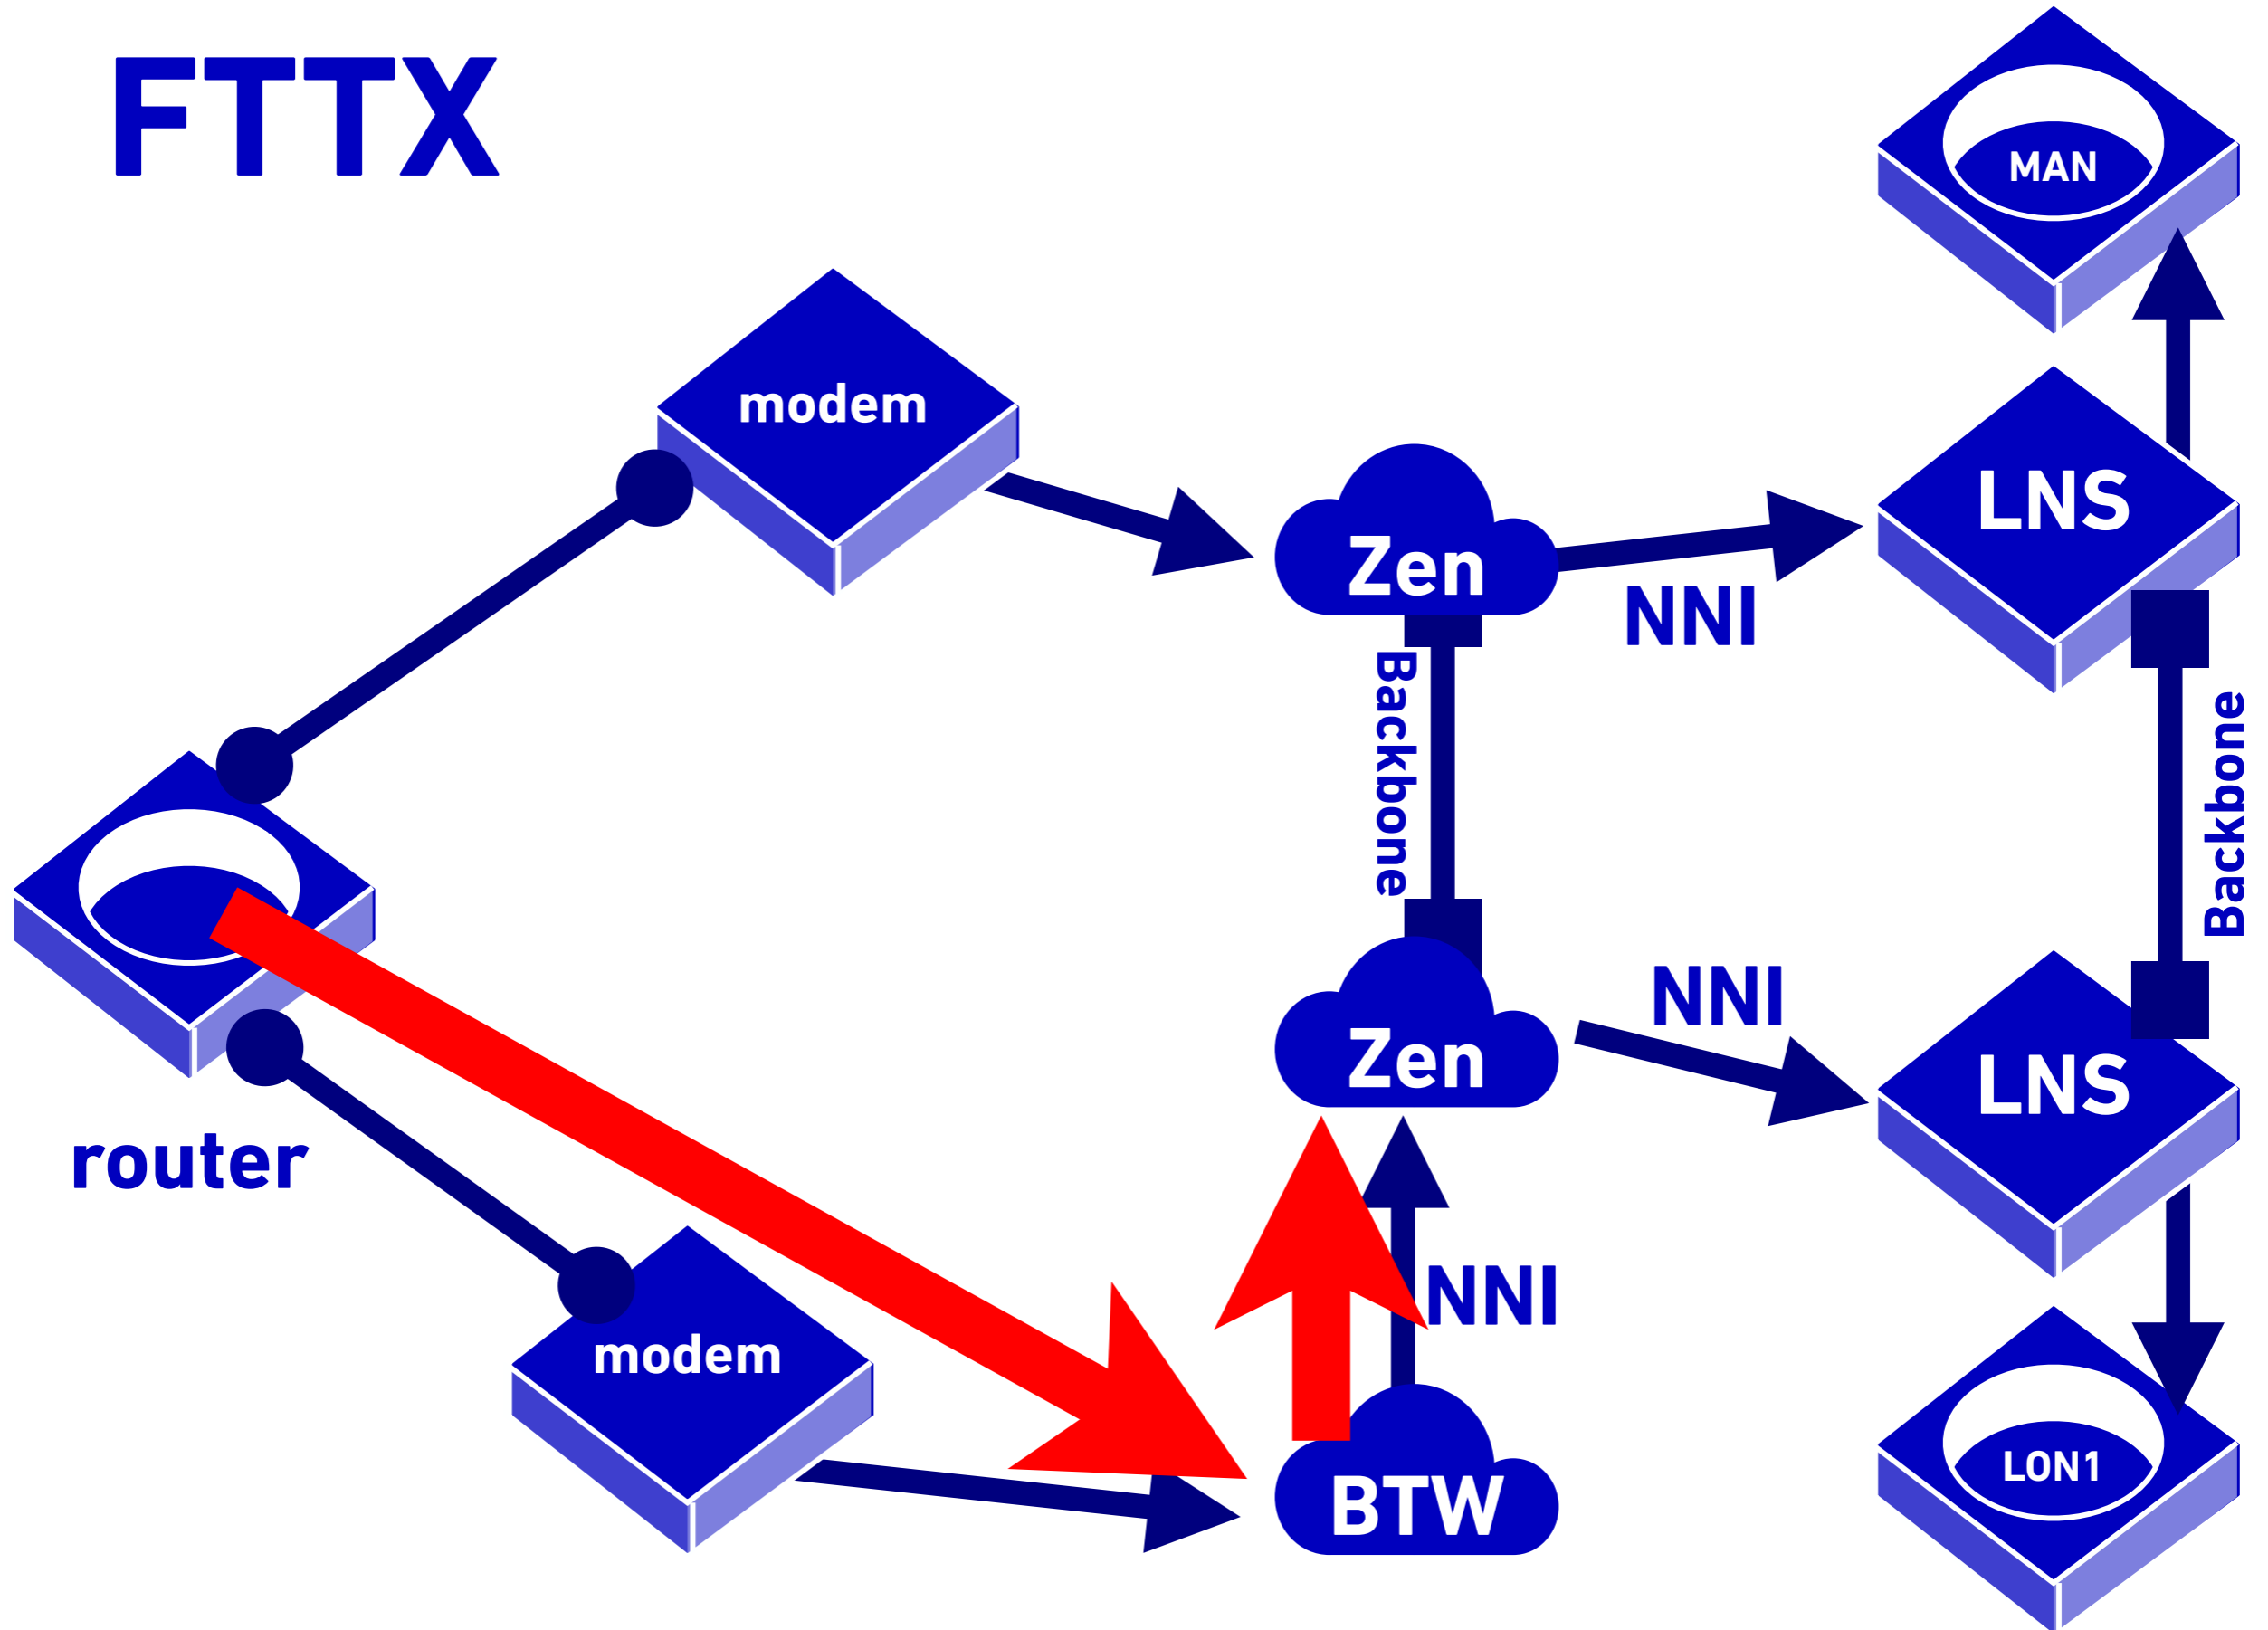 FTTX
MAN
modem
LNS
Zen
NNI
Backbone
Backbone
NNI
Zen
LNS
router
NNI
modem
LON1
BTW